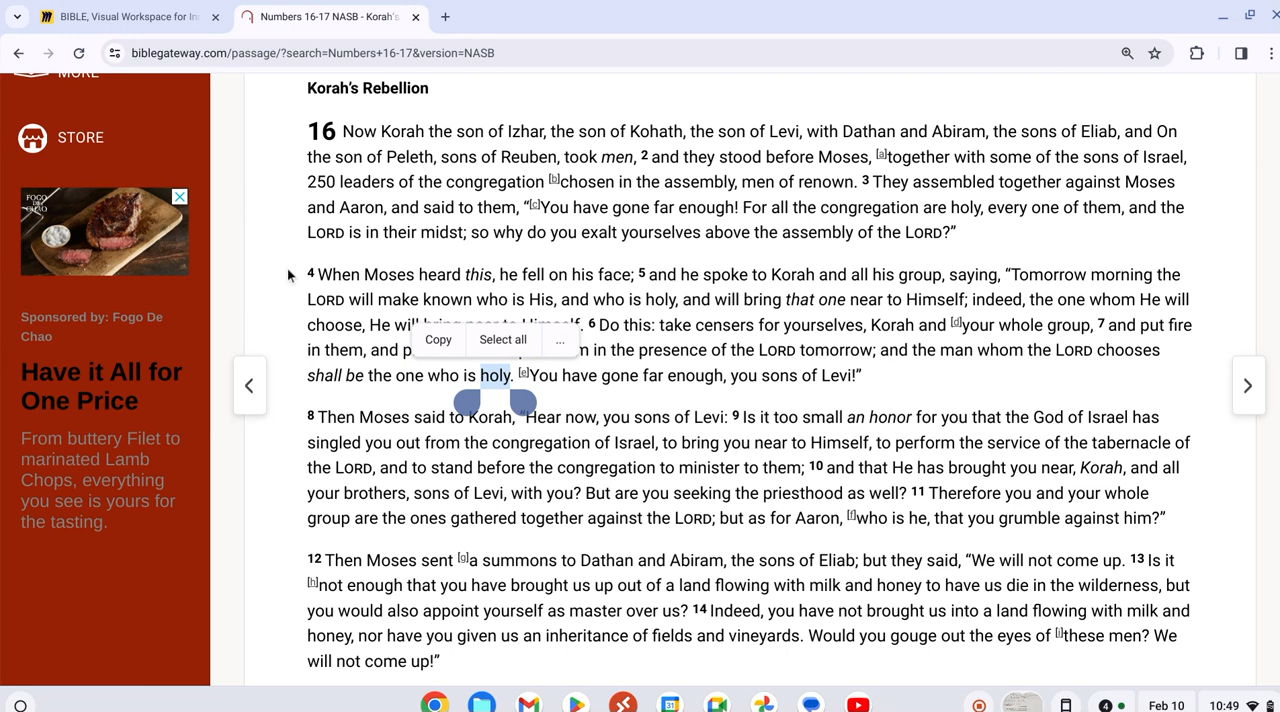 BIBLE, Visual Workspace for In
Numbers 16-17 NASB - Korah's
biblegateway.com/passage/?search=Numbers+16-17&version=NASB
MORE
STORE
FOGO DE CHAO
Sponsored by: Fogo De
Chao
Have it All for
One Price
From buttery Filet to
marinated Lamb
Chops, everything
you see is yours for
the tasting.
Korah's Rebellion
16 Now Korah the son of Izhar, the son of Kohath, the son of Levi, with Dathan and Abiram, the sons of Eliab, and On
the son of Peleth, sons of Reuben, took men, 2 and they stood before Moses, [a]together with some of the sons of Israel,
250 leaders of the congregation [b]chosen in the assembly, men of renown. 3 They assembled together against Moses
and Aaron, and said to them, “[c]You have gone far enough! For all the congregation are holy, every one of them, and the
LORD is in their midst; so why do you exalt yourselves above the assembly of the LORD?”
4 When Moses heard this, he fell on his face; 5 and he spoke to Korah and all his group, saying, “Tomorrow morning the
LORD will make known who is His, and who is holy, and will bring that one near to Himself; indeed, the one whom He will
choose, He will bring near to Himself. 6 Do this: take censers for yourselves, Korah and [d]your whole group, 7 and put fire
Copy Select all ...
in them, and p m in the presence of the LORD tomorrow; and the man whom the LORD chooses
shall be the one who is holy. [e]You have gone far enough, you sons of Levi!”
8 Then Moses said to Korah, “Hear now, you sons of Levi: 9 Is it too small an honor for you that the God of Israel has
singled you out from the congregation of Israel, to bring you near to Himself, to perform the service of the tabernacle of
the LORD, and to stand before the congregation to minister to them; 10 and that He has brought you near, Korah, and all
your brothers, sons of Levi, with you? But are you seeking the priesthood as well? 11 Therefore you and your whole
group are the ones gathered together against the LORD; but as for Aaron, [f]who is he, that you grumble against him?”
12 Then Moses sent [g]a summons to Dathan and Abiram, the sons of Eliab; but they said, “We will not come up. 13 Is it
[h]not enough that you have brought us up out of a land flowing with milk and honey to have us die in the wilderness, but
you would also appoint yourself as master over us? 14 Indeed, you have not brought us into a land flowing with milk and
honey, nor have you given us an inheritance of fields and vineyards. Would you gouge out the eyes of [i]these men? We
will not come up!”
31
4
Feb 10
10:49